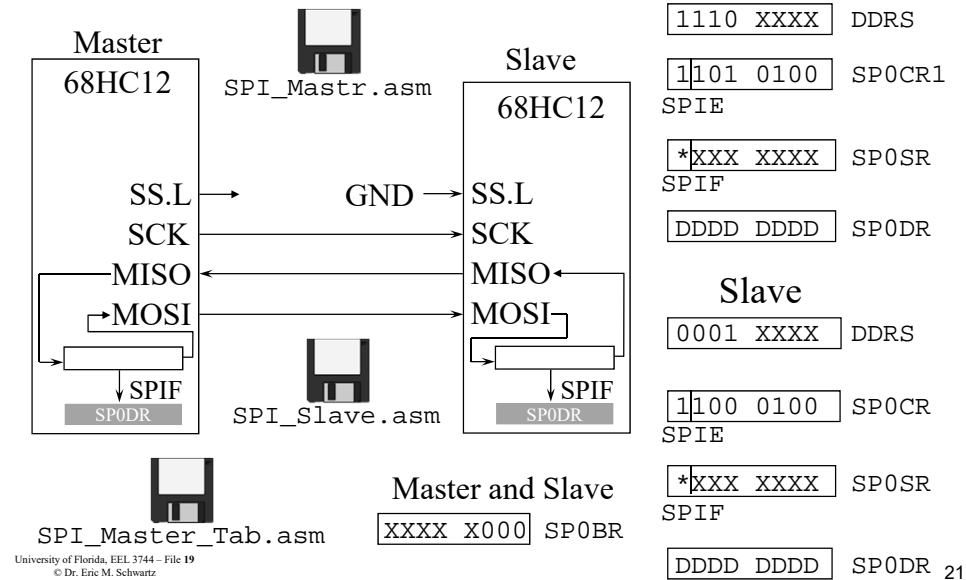 Master
68HC12
SS.L
SCK
MISO
MOSI
SPIF
SP0DR
SPI_Mastr.asm
GND
SPI_Slave.asm
Slave
68HC12
SS.L
SCK
MISO
MOSI
SPIF
SP0DR
1110 XXXX DDRS
1101 0100 SP0CR1
SPIE
*XXX XXXX SP0SR
SPIF
DDDD DDDD SP0DR
Slave
0001 XXXX DDRS
1100 0100 SP0CR
SPIE
*XXX XXXX SP0SR
SPIF
DDDD DDDD SP0DR
SPI_Master_Tab.asm
Master and Slave
XXXX X000 SP0BR
University of Florida, EEL 3744 – File 19
© Dr. Eric M. Schwartz
21